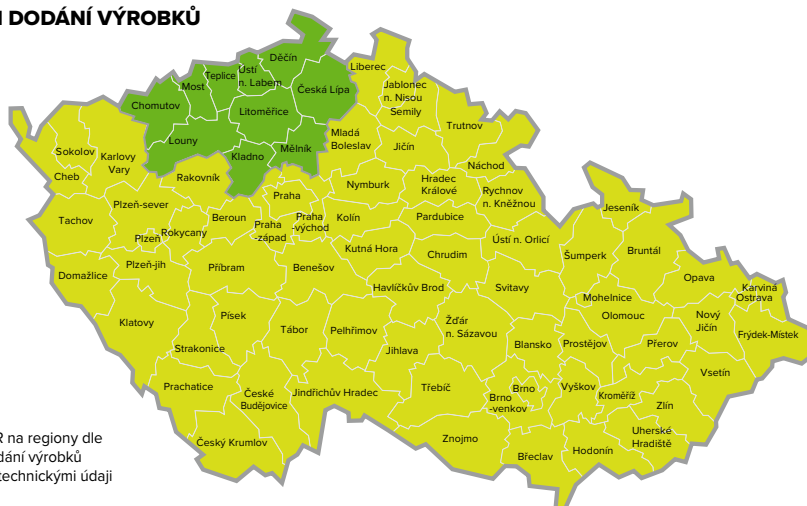 I DODÁNÍ VÝROBKŮ
Děčín
Liberec
Teplice
Ústí
n. Labem
Most
Česká Lípa
Jablonec
n. Nisou
Chomutov
Litoměřice
Semily
Trutnov
Louny
Mělník
Mladá
Boleslav
Jičín
Kladno
Sokolov
Karlovy
Vary
Náchod
Cheb
Rakovník
Nymburk
Hradec
Králové
Rychnov
n. Kněžnou
Plzeň-sever
Praha
Jeseník
Tachov
Beroun
Praha
-západ
Praha
-východ
Kolín
Pardubice
Plzeň
Rokycany
Ústí n. Orlicí
Kutná Hora
Chrudim
Šumperk
Bruntál
Plzeň-jih
Příbram
Benešov
Domažlice
Opava
Havlíčkův Brod
Svitavy
Karviná
Ostrava
Mohelnice
Olomouc
Nový
Jičín
Klatovy
Písek
Tábor
Pelhřimov
Žďár
n. Sázavou
Frýdek-Místek
Strakonice
Jihlava
Blansko
Prostějov
Přerov
Vsetín
Prachatice
České
Budějovice
Jindřichův Hradec
Třebíč
Brno
Brno
-venkov
Vyškov
Kroměříž
Zlín
Český Krumlov
Znojmo
Uherské
Hradiště
Břeclav
Hodonín
R na regiony dle
dání výrobků
technickými údaji